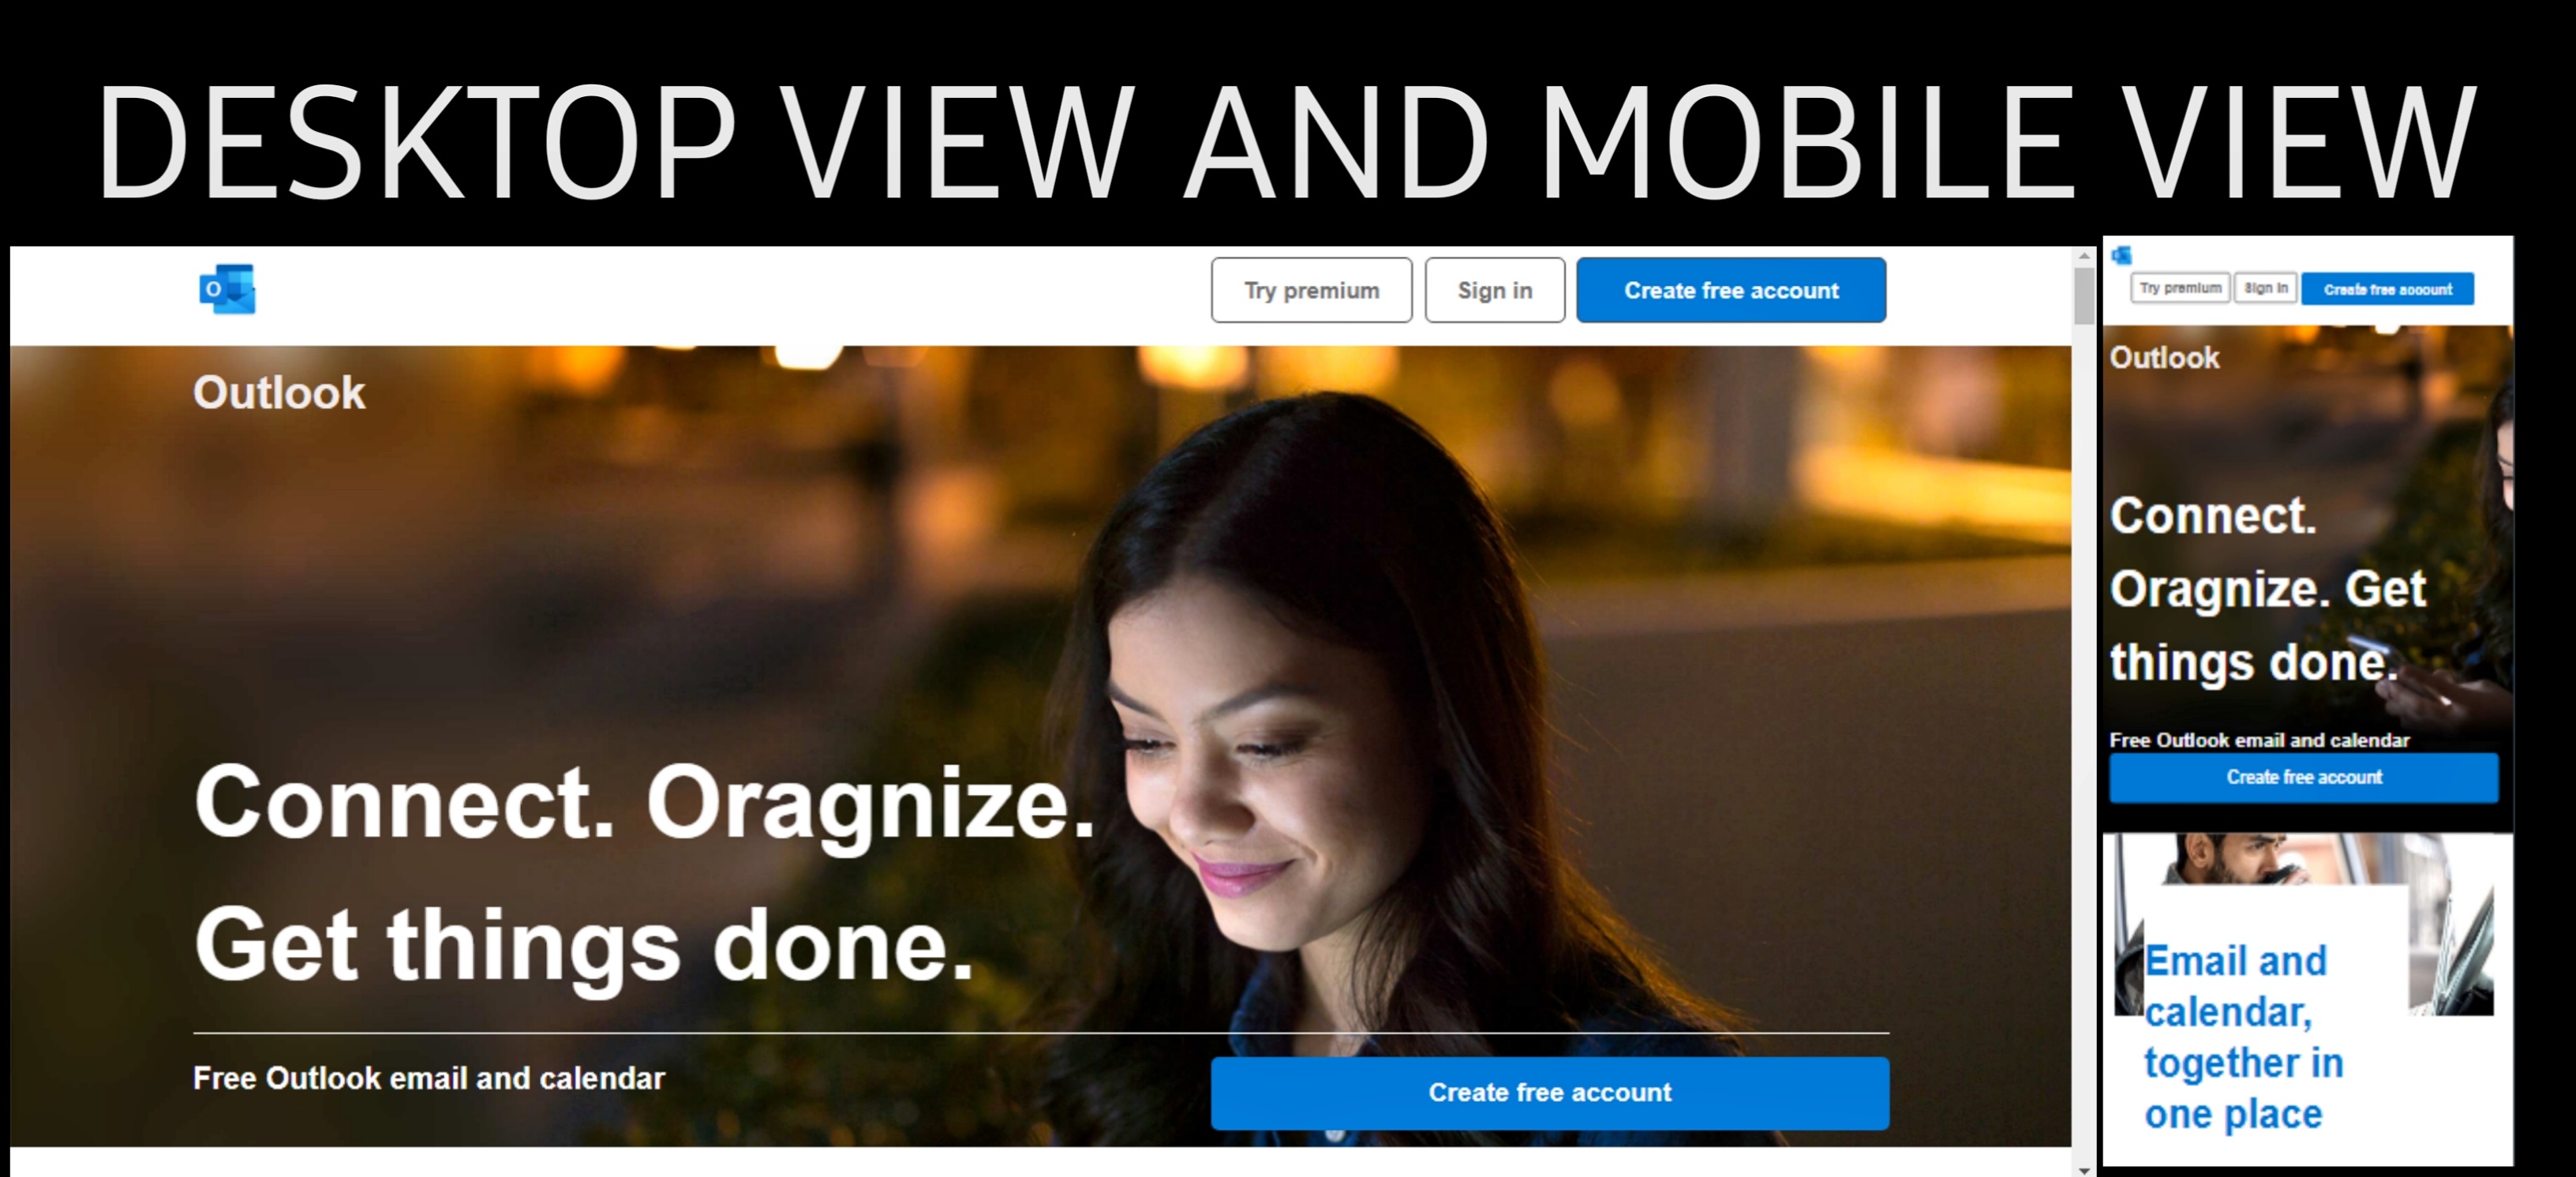 DESKTOP VIEW AND MOBILE VIEW
O
Try premium Sign in Create free account
Outlook
Connect. Oragnize.
Get things done.
Free Outlook email and calendar
Create free account
Try premium Sign in Create free account
Outlook
Connect.
Oragnize. Get
things done.
Free Outlook email and calendar
Create free account
Email and
calendar,
together in
one place